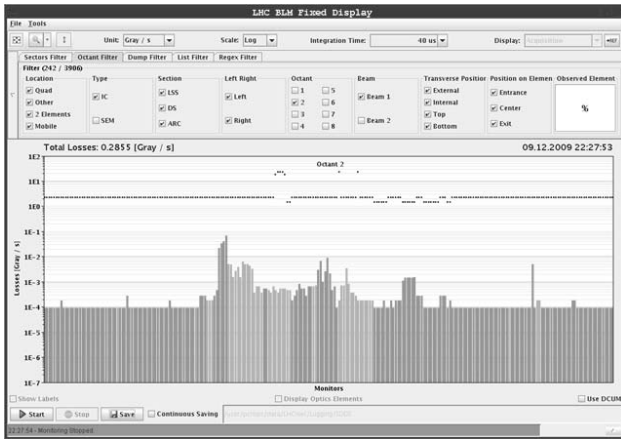 LHC BLM Fixed Display
File Tools
Unit: Gray / s Scale: Log Integration Time: 40 us Display: Acquisition
Sectors Filter Octant Filter Dump Filter List Filter Regex Filter
Filter (242 / 3986)
Location Type Section Left Right Octant Beam Transverse Position Position on Elemen Observed Element
Quad IC LSS Left 1 5 Beam 1 External Entrance %
Other 2 6 Internal
2 Elements SEM DS Right 3 7 Beam 2 Top Center
Mobile ARC 4 8 Bottom Exit
Total Losses: 0.2855 [Gray / s] 09.12.2009 22:27:53
Octant 2
1E2
1E1
1E0
1E-1
1E-2
1E-3
1E-4
1E-5
1E-6
1E-7
Losses [Gray / s]
Monitors
Show Labels Display Optics Elements Use DCUM
Start Stop Save Continuous Saving
22:27:54 - Monitoring Stopped